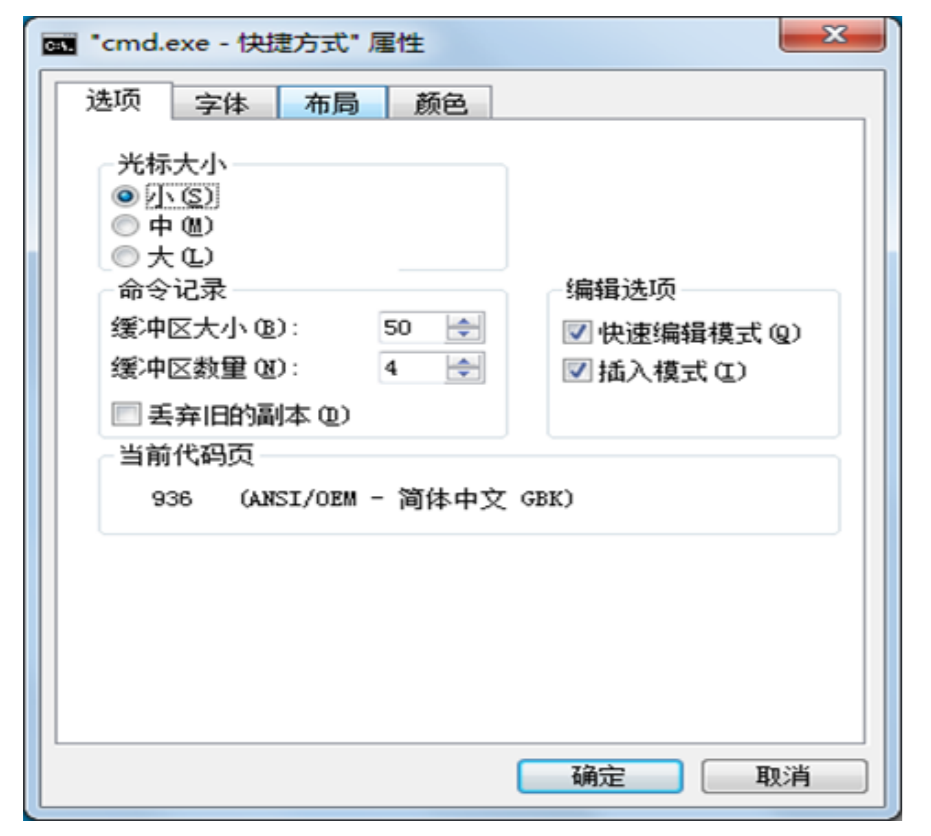 "cmd.exe - 快捷方式" 属性
选项 字体 布局 颜色
光标大小
小(S)
中(M)
大(L)
命令记录
缓冲区大小(B): 50
缓冲区数量(N): 4
丢弃旧的副本(D)
编辑选项
快速编辑模式(Q)
插入模式(I)
当前代码页
936 (ANSI/OEM - 简体中文 GBK)
确定 取消